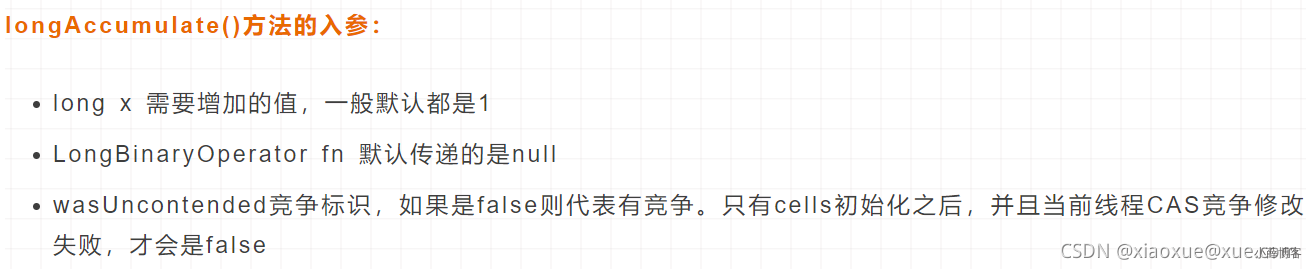 longAccumulate()方法的入参：
long x 需要增加的值，一般默认都是1
LongBinaryOperator fn 默认传递的是null
wasUncontended竞争标识，如果是false则代表有竞争。只有cells初始化之后，并且当前线程CAS竞争修改
失败，才会是false
CSDN @xiaoxue@xue